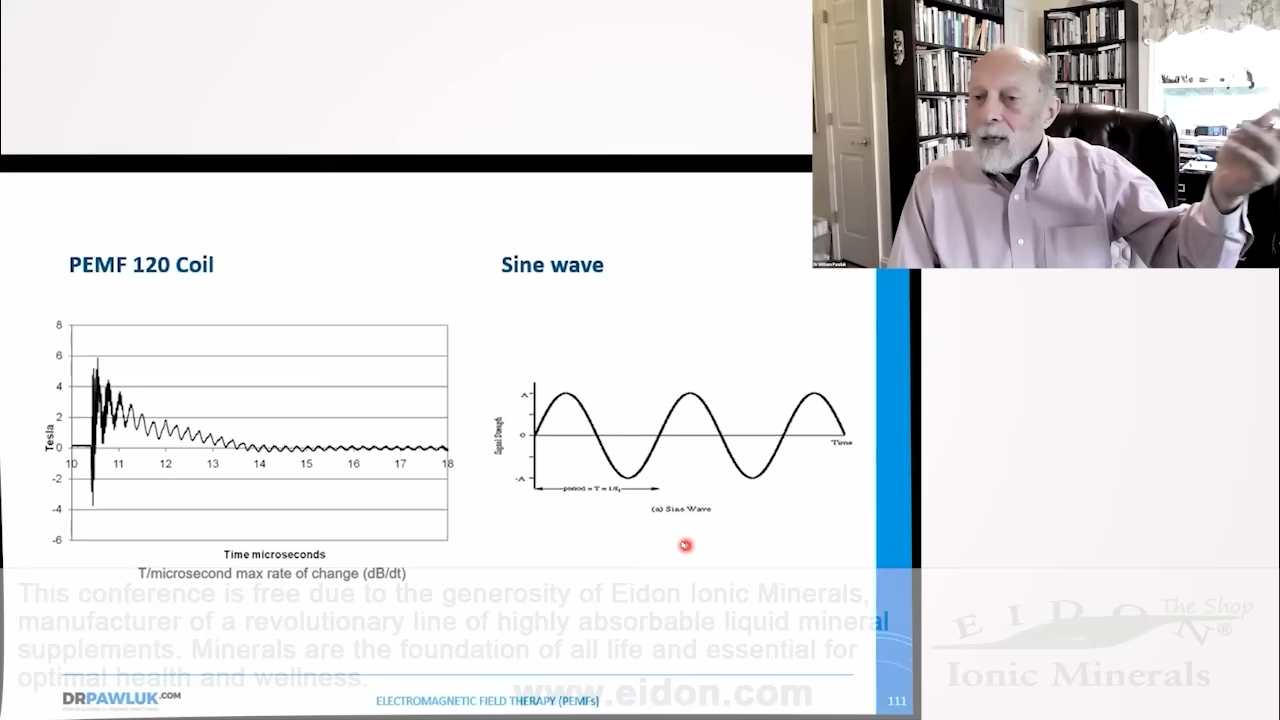 Dr William Pawluk
PEMF 120 Coil
Sine wave
8
6
4
2
0
-2
-4
-6
Tesla
10 11 12 13 14 15 16 17 18
Time microseconds
T/microsecond max rate of change (dB/dt)
Signal Strength
A
0
-A
Time
period = T = 1/f
(a) Sine Wave
This conference is free due to the generosity of Eidon Ionic Minerals,
manufacturer of a revolutionary line of highly absorbable liquid mineral
supplements. Minerals are the foundation of all life and essential for
optimal health and wellness.
www.eidon.com
EIDON®
The Shop
Ionic Minerals
DRPAWLUK.COM
ELECTROMAGNETIC FIELD THERAPY (PEMFs)
111